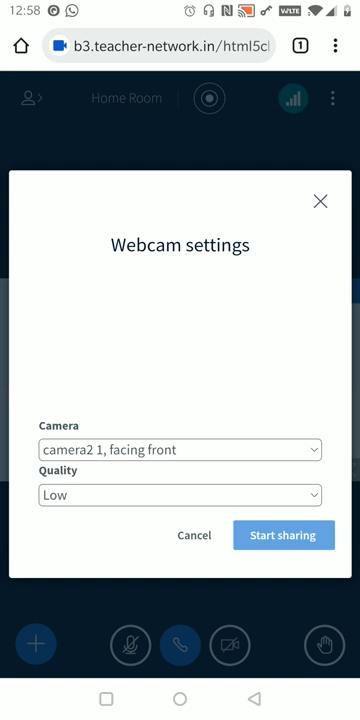 12:58
VoLTE
b3.teacher-network.in/html5cl
1
Home Room
Webcam settings
Camera
camera2 1, facing front
Quality
Low
Cancel
Start sharing